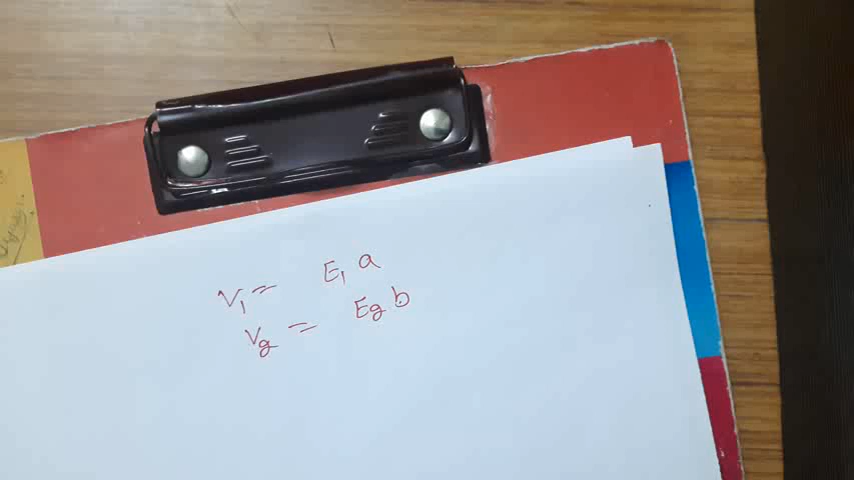 V₁ = E₁ a
Vg = Eg b